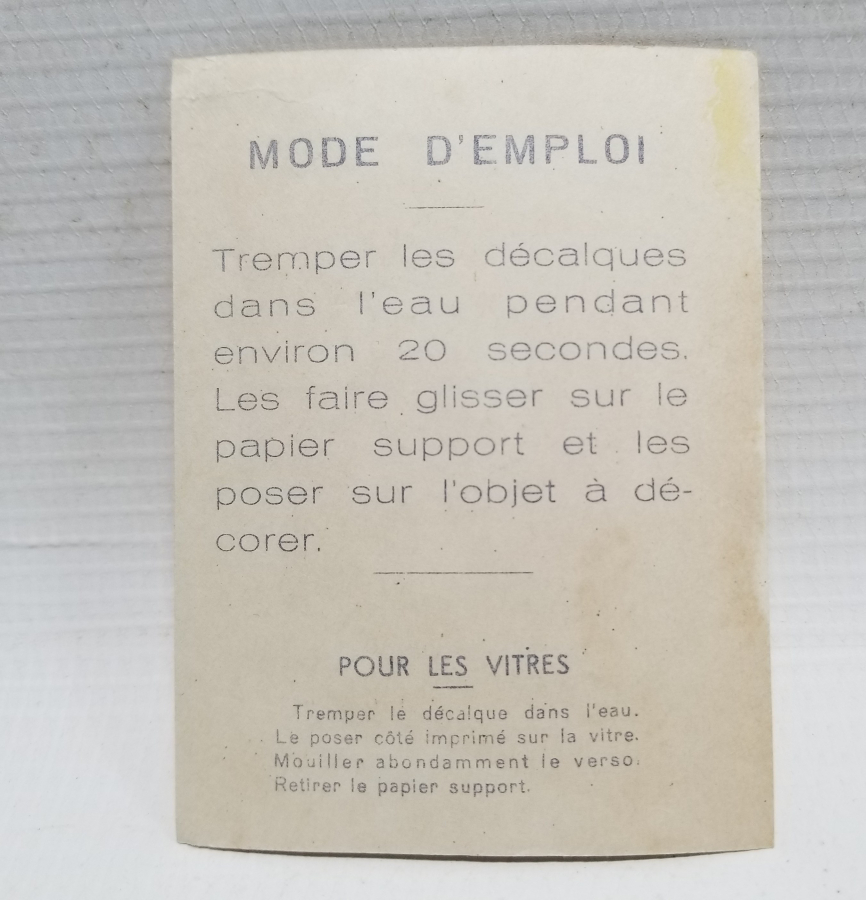 MODE D'EMPLOI
Tremper les décalques
dans l'eau pendant
environ 20 secondes.
Les faire glisser sur le
papier support et les
poser sur l'objet à dé-
corer.
POUR LES VITRES
Tremper le décalque dans l'eau.
Le poser côté imprimé sur la vitre.
Mouiller abondamment le verso.
Retirer le papier support.